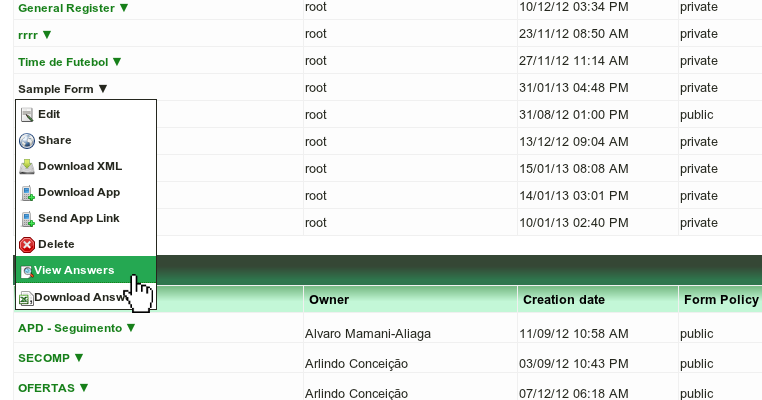 General Register ▼ root 10/12/12 03:34 PM private
rrrr ▼ root 23/11/12 08:50 AM private
Time de Futebol ▼ root 27/11/12 11:14 AM private
Sample Form ▼ root 31/01/13 04:48 PM private
Edit root 31/08/12 01:00 PM public
Share root 13/12/12 09:04 AM private
Download XML root 15/01/13 08:08 AM private
Download App root 14/01/13 03:01 PM private
Send App Link root 10/01/13 02:40 PM private
Delete
View Answers
Download Answ Owner Creation date Form Policy
APD - Seguimento ▼ Alvaro Mamani-Aliaga 11/09/12 10:58 AM public
SECOMP ▼ Arlindo Conceição 03/09/12 10:43 PM public
OFERTAS ▼ Arlindo Conceição 07/12/12 06:18 AM public